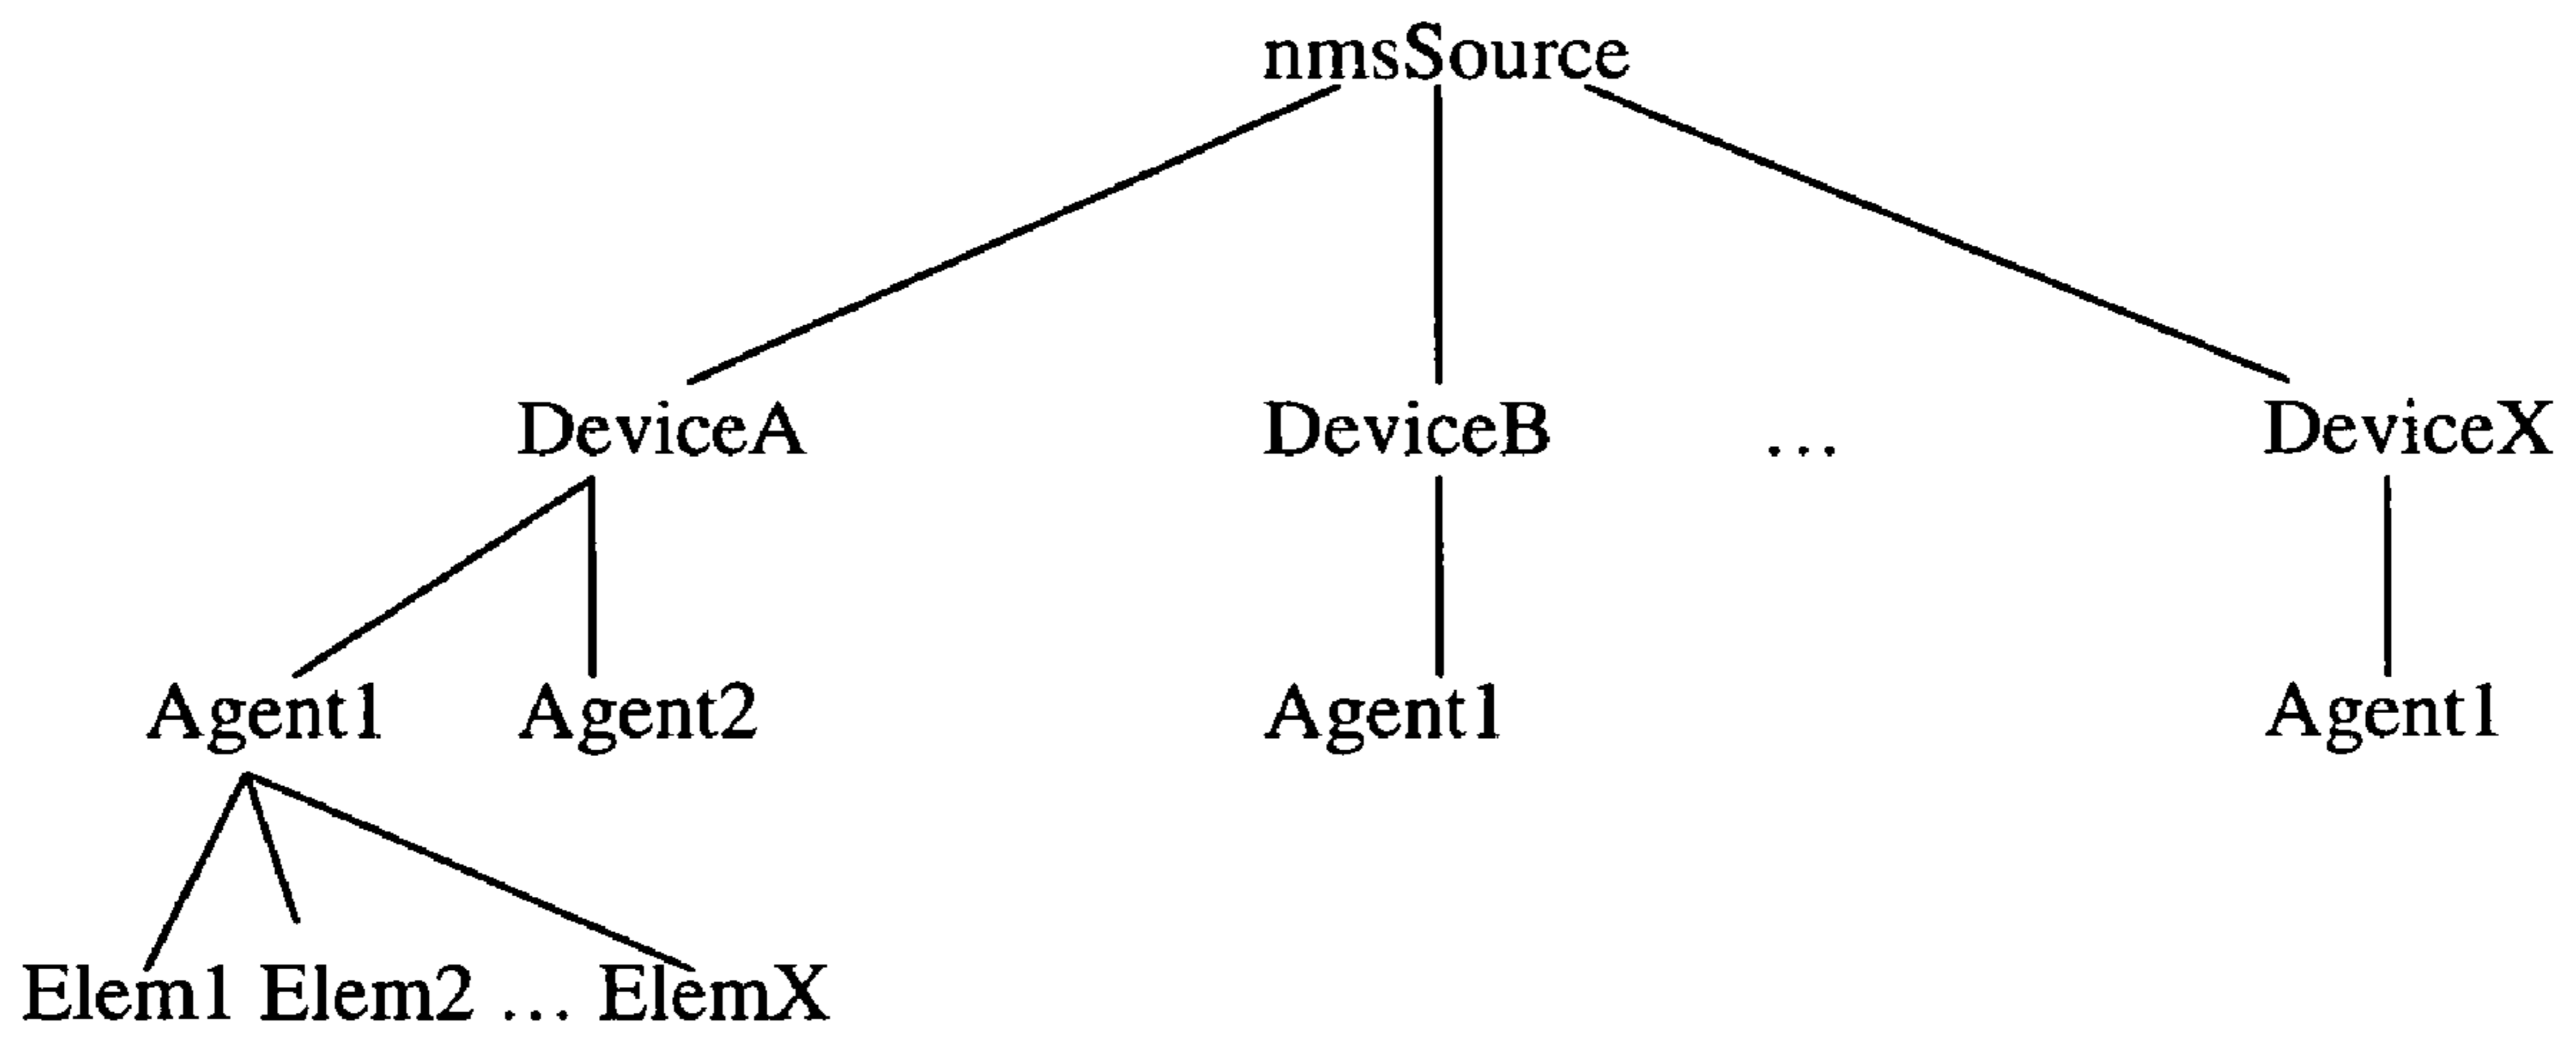 nmsSource
DeviceA DeviceB ... DeviceX
Agent1 Agent2 Agent1 Agent1
Elem1 Elem2 ... ElemX